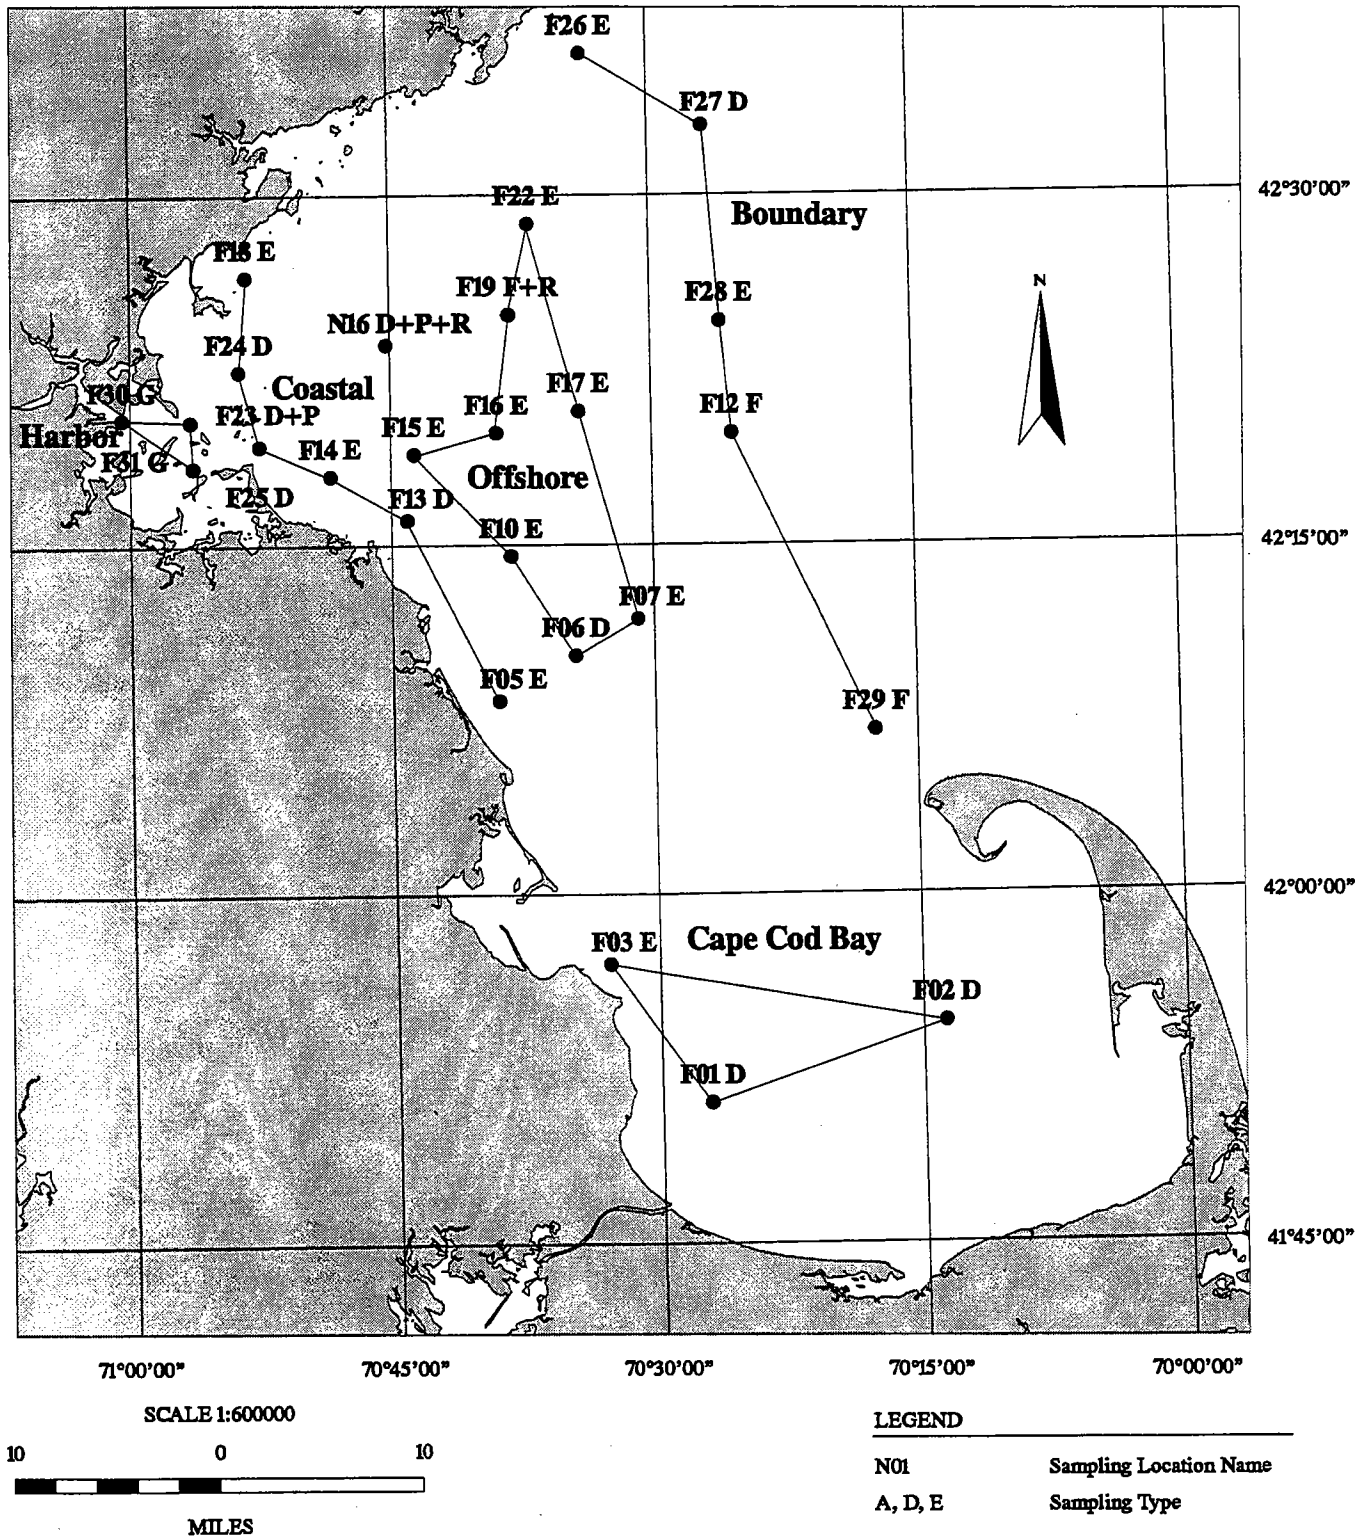 F26 E
F27 D
42°30'00"
F22 E
Boundary
F18 E
N
F19 F+R
F28 E
N16 D+P+R
F24 D
Coastal
F17 E
F30 G
F23 D+P
F16 E
F12 F
F15 E
Harbor
F14 E
F31 G
Offshore
F25 D
F13 D
F10 E
42°15'00"
F07 E
F06 D
F05 E
F29 F
42°00'00"
Cape Cod Bay
F03 E
F02 D
F01 D
41°45'00"
71°00'00" 70°45'00" 70°30'00" 70°15'00" 70°00'00"
SCALE 1:600000
LEGEND
10 0 10
N01 Sampling Location Name
A, D, E Sampling Type
MILES